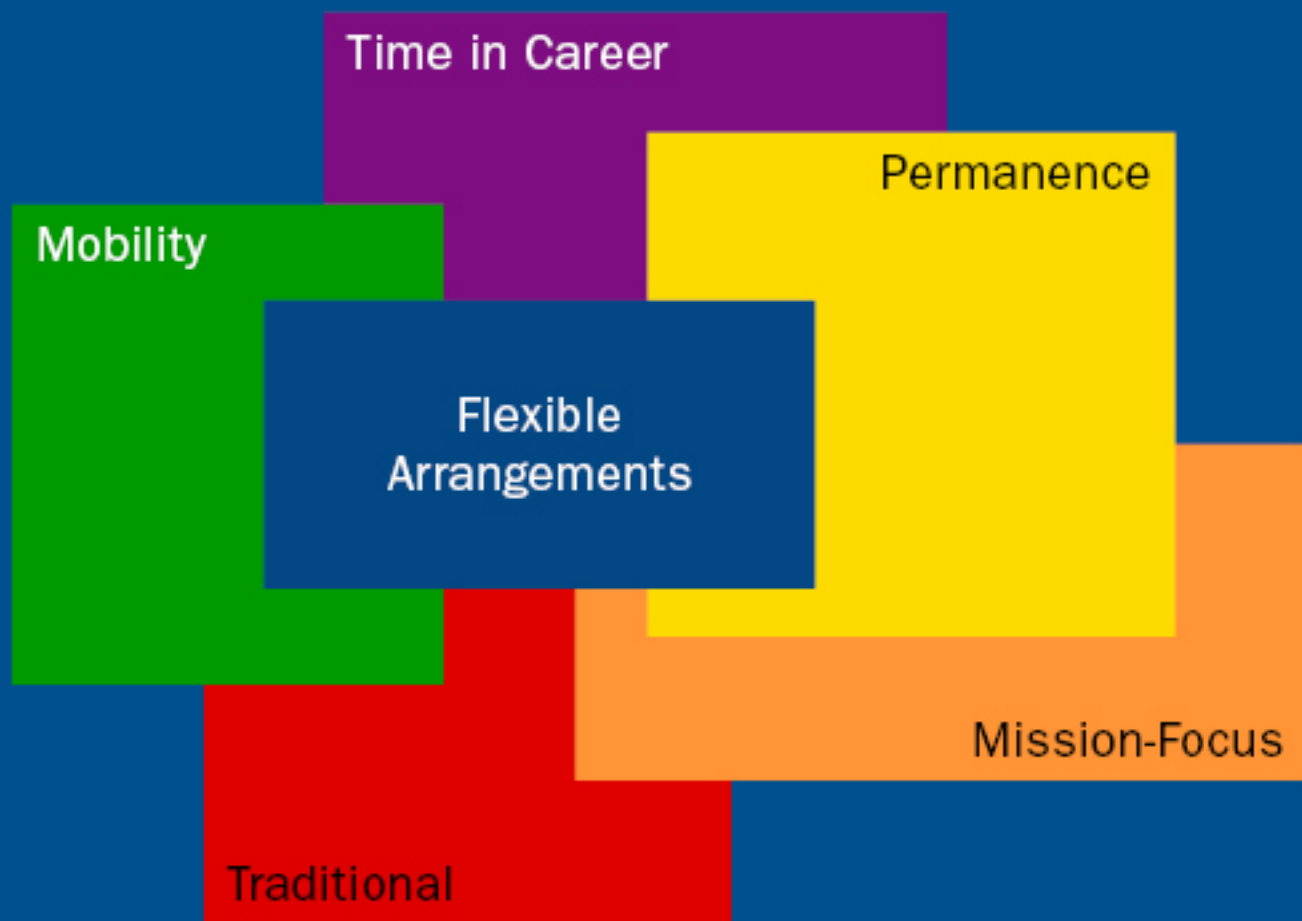 Time in Career
Permanence
Mobility
Flexible
Arrangements
Mission-Focus
Traditional